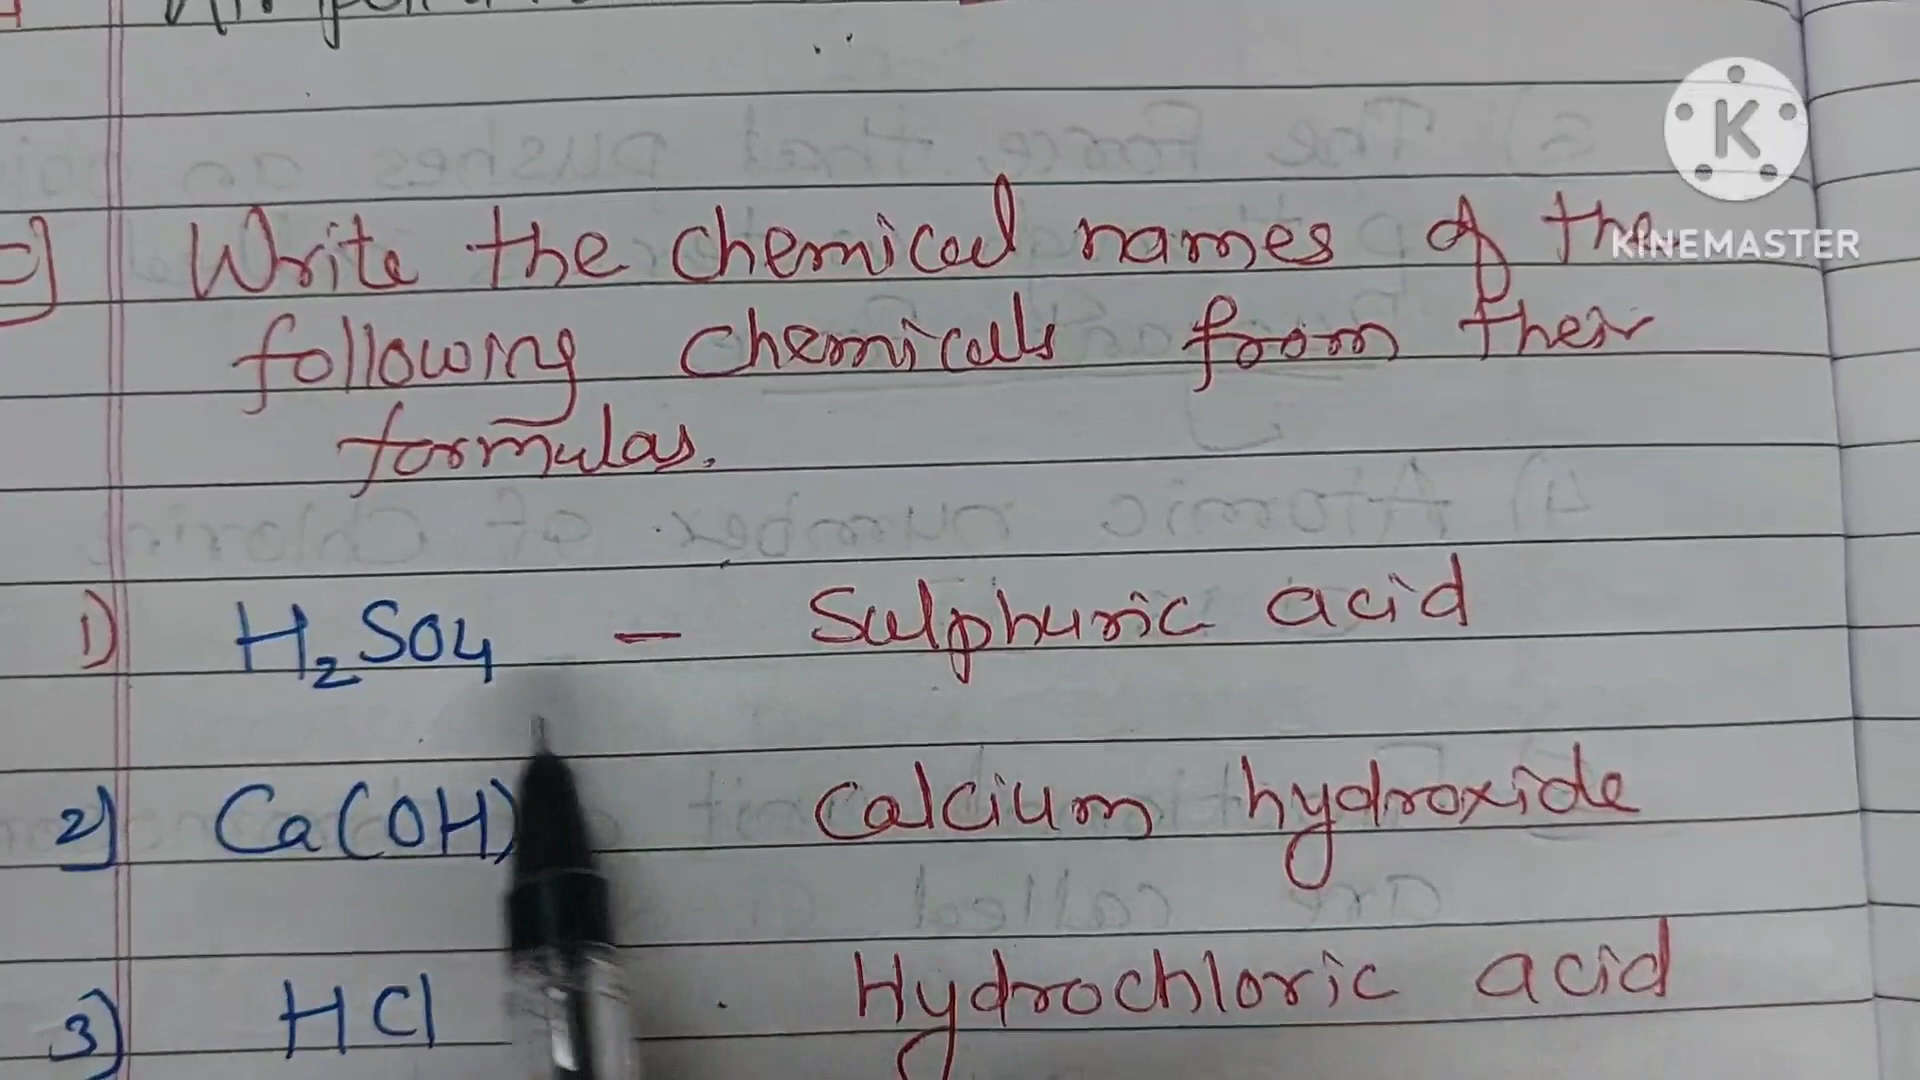 K
KINEMASTER
c) Write the chemical names of the
following chemicals from their
formulas.
1) H₂SO4 – Sulphuric acid
2) Ca(OH) Calcium hydroxide
3) HCl Hydrochloric acid